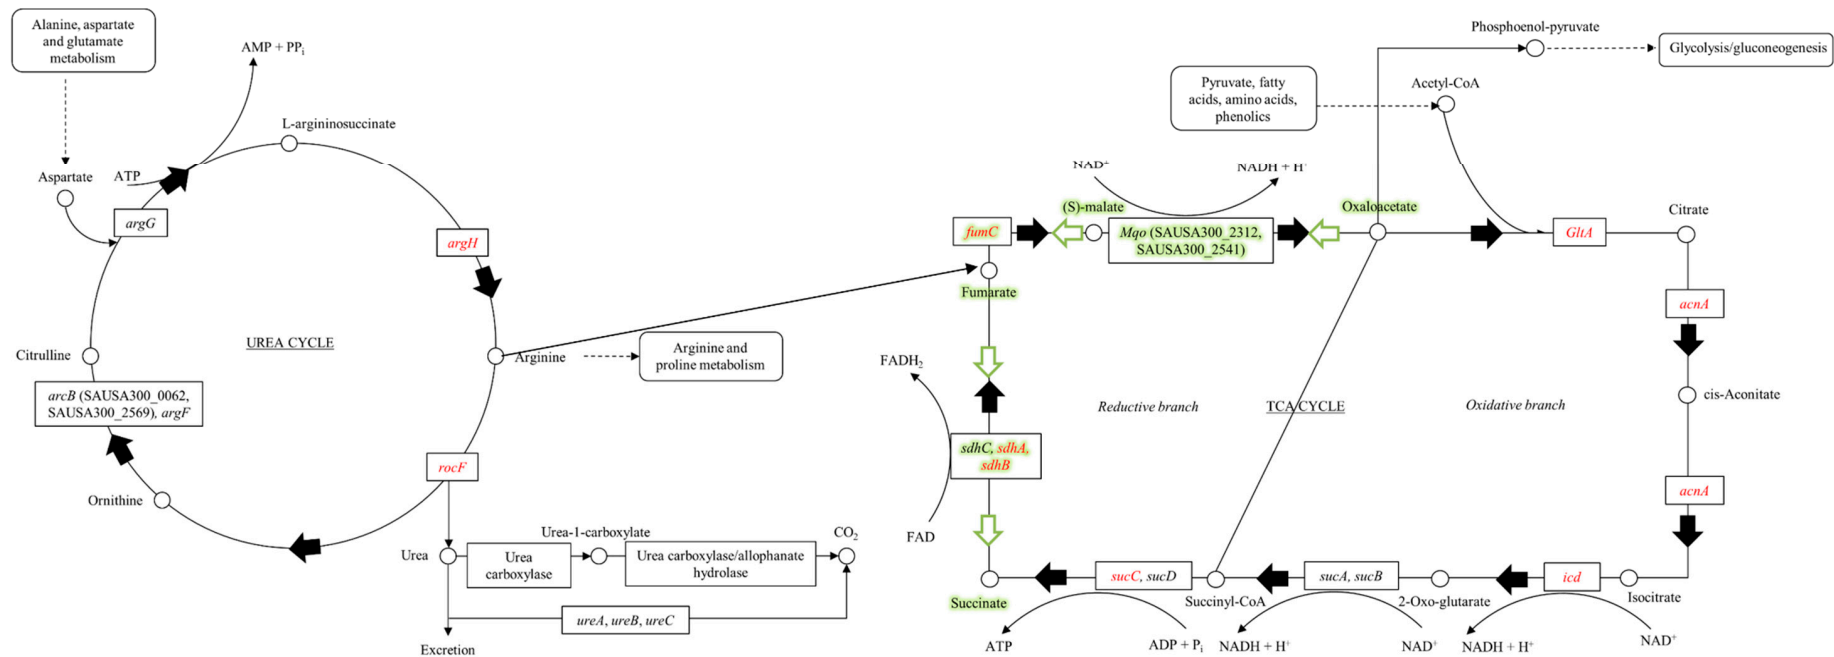 Alanine, aspartate
and glutamate
metabolism
AMP + PPi
L-argininosuccinate
Aspartate
ATP
argG
argH
UREA CYCLE
Citrulline
Arginine
Arginine and
proline metabolism
arcB (SAUSA300_0062,
SAUSA300_2569), argF
rocF
Ornithine
Urea
Urea
carboxylase
Urea-1-carboxylate
Urea carboxylase/allophanate
hydrolase
CO2
ureA, ureB, ureC
Excretion
Phosphoenol-pyruvate
Glycolysis/gluconeogenesis
Pyruvate, fatty
acids, amino acids,
phenolics
Acetyl-CoA
NAD+
NADH + H+
(S)-malate
Oxaloacetate
Citrate
fumC
Mqo (SAUSA300_2312,
SAUSA300_2541)
GltA
Fumarate
acnA
FADH2
Reductive branch
TCA CYCLE
Oxidative branch
cis-Aconitate
sdhC, sdhA,
sdhB
acnA
FAD
sucC, sucD
sucA, sucB
icd
Succinate
Succinyl-CoA
2-Oxo-glutarate
Isocitrate
ATP
ADP + Pi
NADH + H+
NAD+
NADH + H+
NAD+